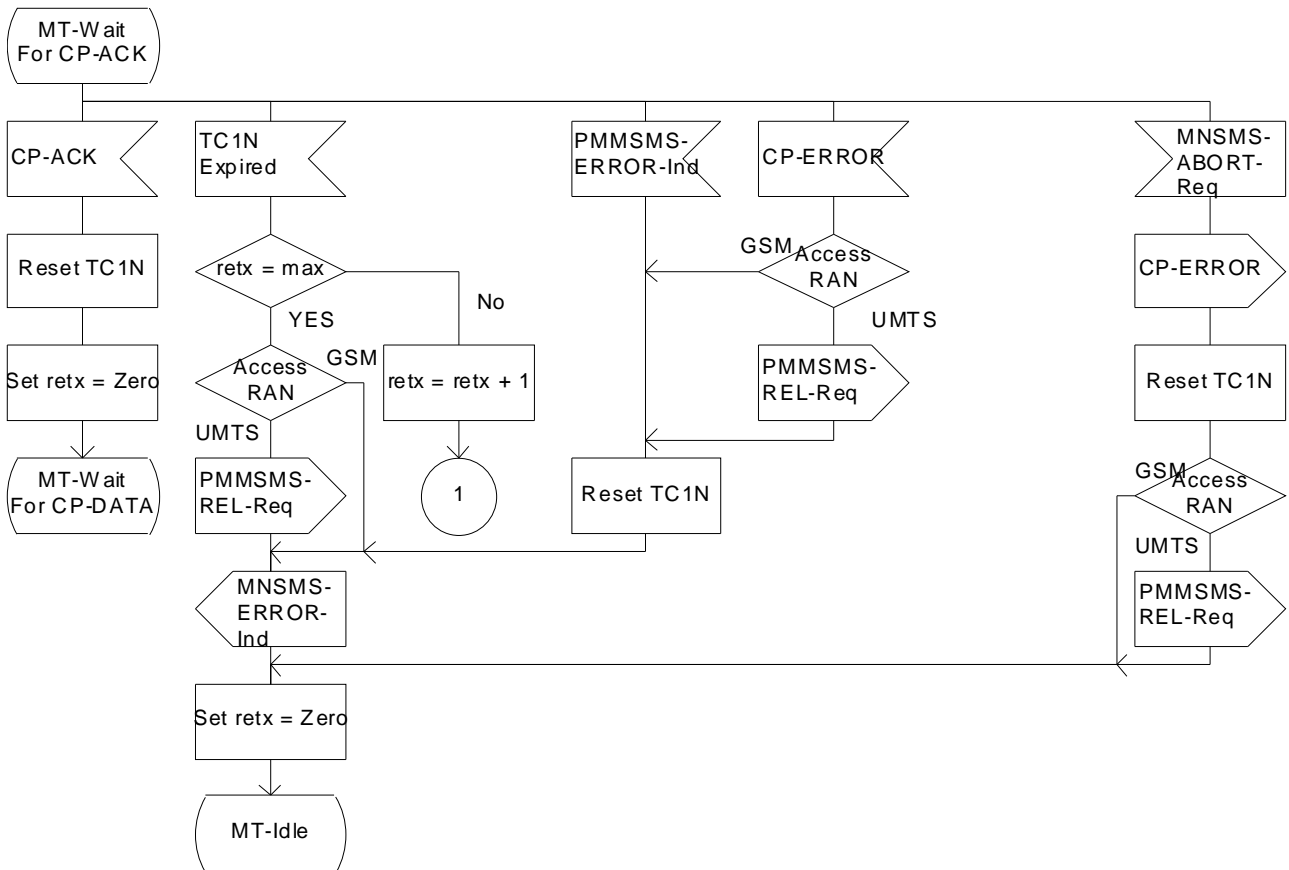 MT-Wait
For CP-ACK
CP-ACK
TC1N
Expired
PMMSMS-
ERROR-Ind
CP-ERROR
MNSMS-
ABORT-
Req
Reset TC1N
retx = max
No
YES
GSM
Access
RAN
UMTS
CP-ERROR
Set retx = Zero
Access
RAN
GSM
UMTS
retx = retx + 1
PMMSMS-
REL-Req
Reset TC1N
MT-Wait
For CP-DATA
PMMSMS-
REL-Req
1
Reset TC1N
GSM
Access
RAN
UMTS
MNSMS-
ERROR-
Ind
PMMSMS-
REL-Req
Set retx = Zero
MT-Idle